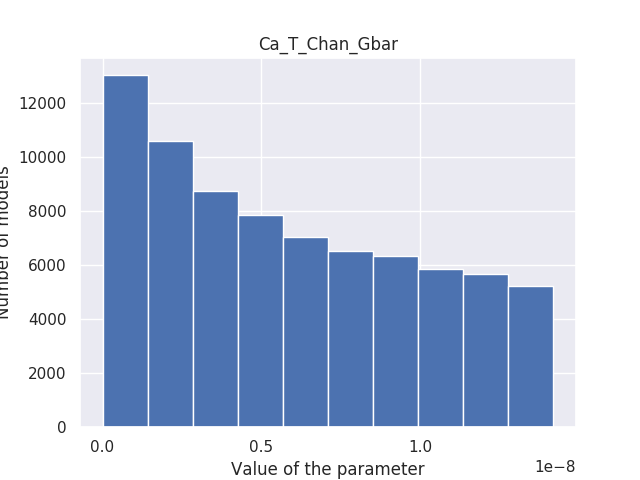 Ca_T_Chan_Gbar
Number of models
12000
10000
8000
6000
4000
2000
0
0.0
0.5
1.0
1e−8
Value of the parameter